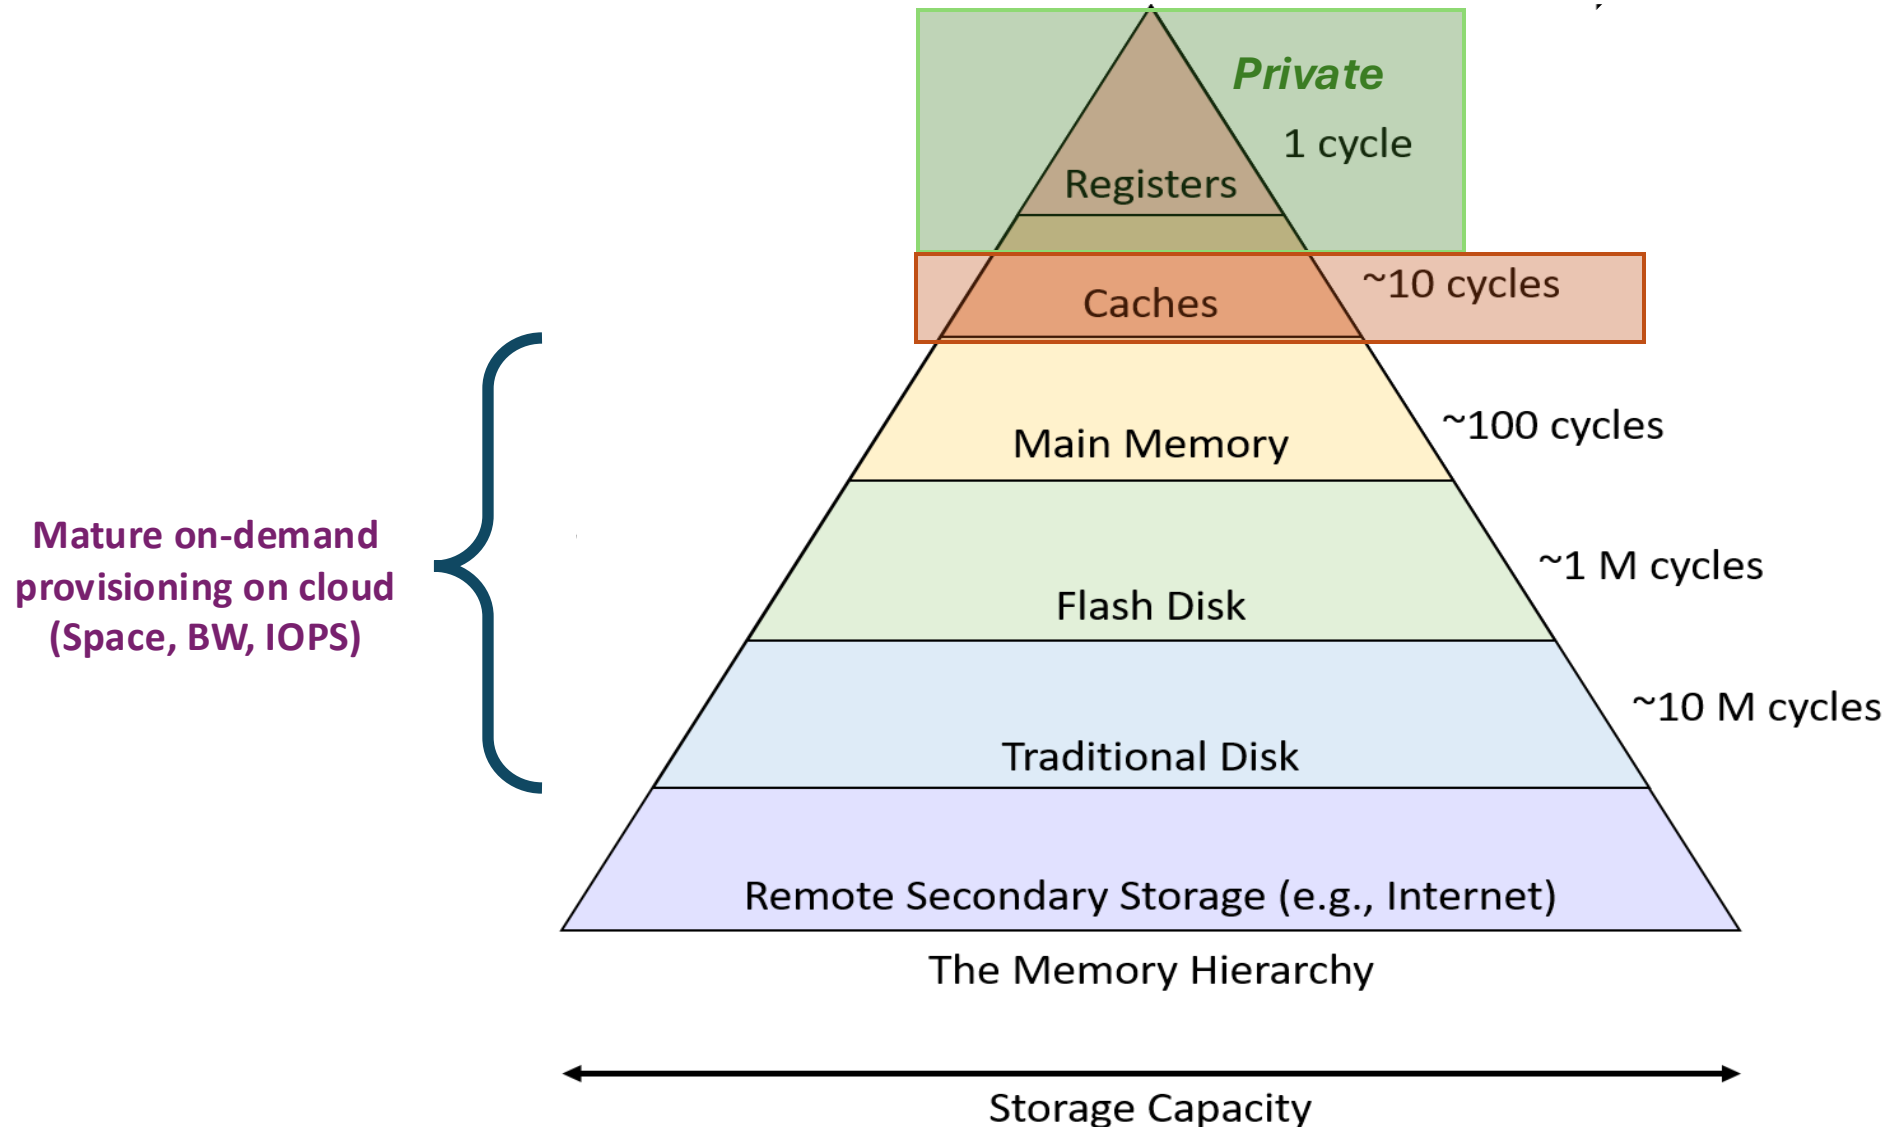 Private
1 cycle
Registers
~10 cycles
Caches
~100 cycles
Main Memory
Mature on-demand
provisioning on cloud
(Space, BW, IOPS)
~1 M cycles
Flash Disk
~10 M cycles
Traditional Disk
Remote Secondary Storage (e.g., Internet)
The Memory Hierarchy
Storage Capacity